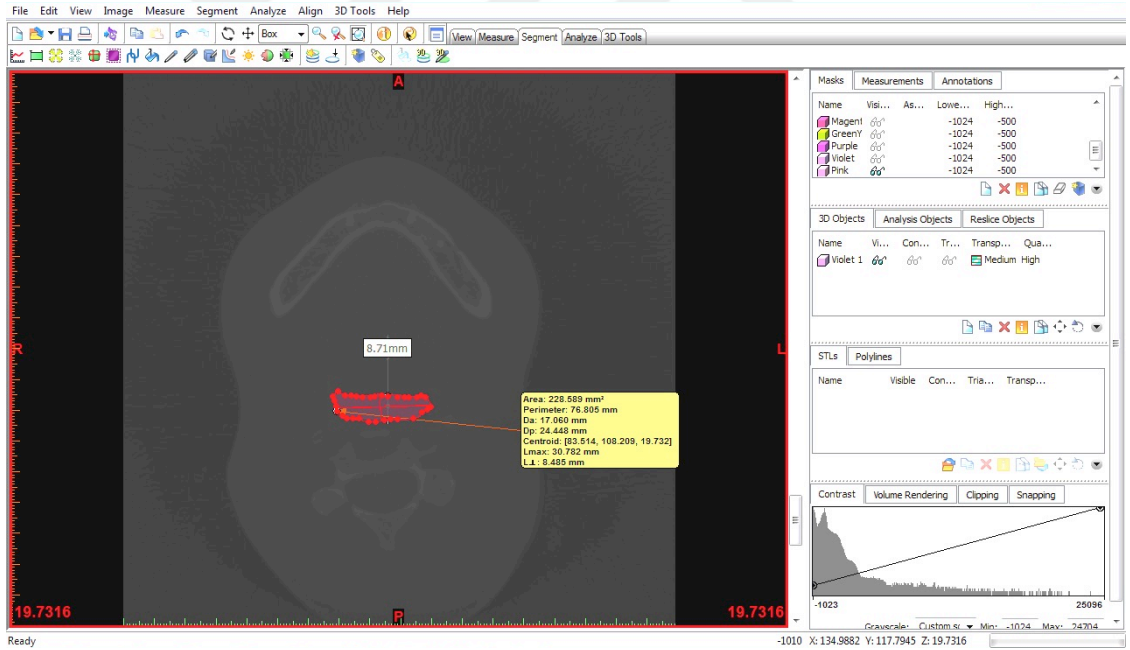 File Edit View Image Measure Segment Analyze Align 3D Tools Help
Box View Measure Segment Analyze 3D Tools
A
R
L
P
8.71mm
Area: 228.589 mm²
Perimeter: 76.805 mm
Da: 17.060 mm
Dp: 24.448 mm
Centroid: [83.514, 108.209, 19.732]
Lmax: 30.782 mm
L⊥: 8.485 mm
19.7316
19.7316
Masks Measurements Annotations
Name Visi... As... Lowe... High...
Magent -1024 -500
GreenY -1024 -500
Purple -1024 -500
Violet -1024 -500
Pink -1024 -500
3D Objects Analysis Objects Reslice Objects
Name Vi... Con... Tr... Transp... Qua...
Violet 1 Medium High
STLs Polylines
Name Visible Con... Tria... Transp...
Contrast Volume Rendering Clipping Snapping
-1023 25096
Grayscale: Custom sc Min: -1024 Max: 24704
Ready
-1010 X: 134.9882 Y: 117.7945 Z: 19.7316